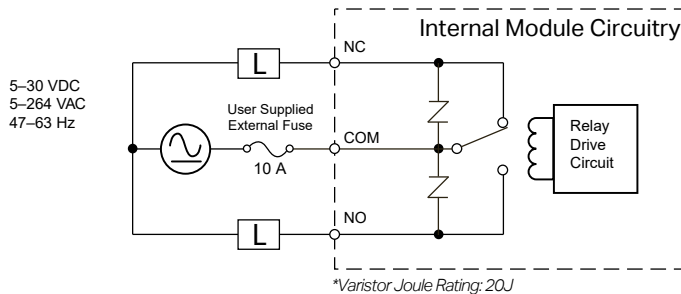 Internal Module Circuitry
NC
L
5–30 VDC
5–264 VAC
47–63 Hz
User Supplied
External Fuse
COM
10 A
Relay
Drive
Circuit
NO
L
*Varistor Joule Rating: 20J